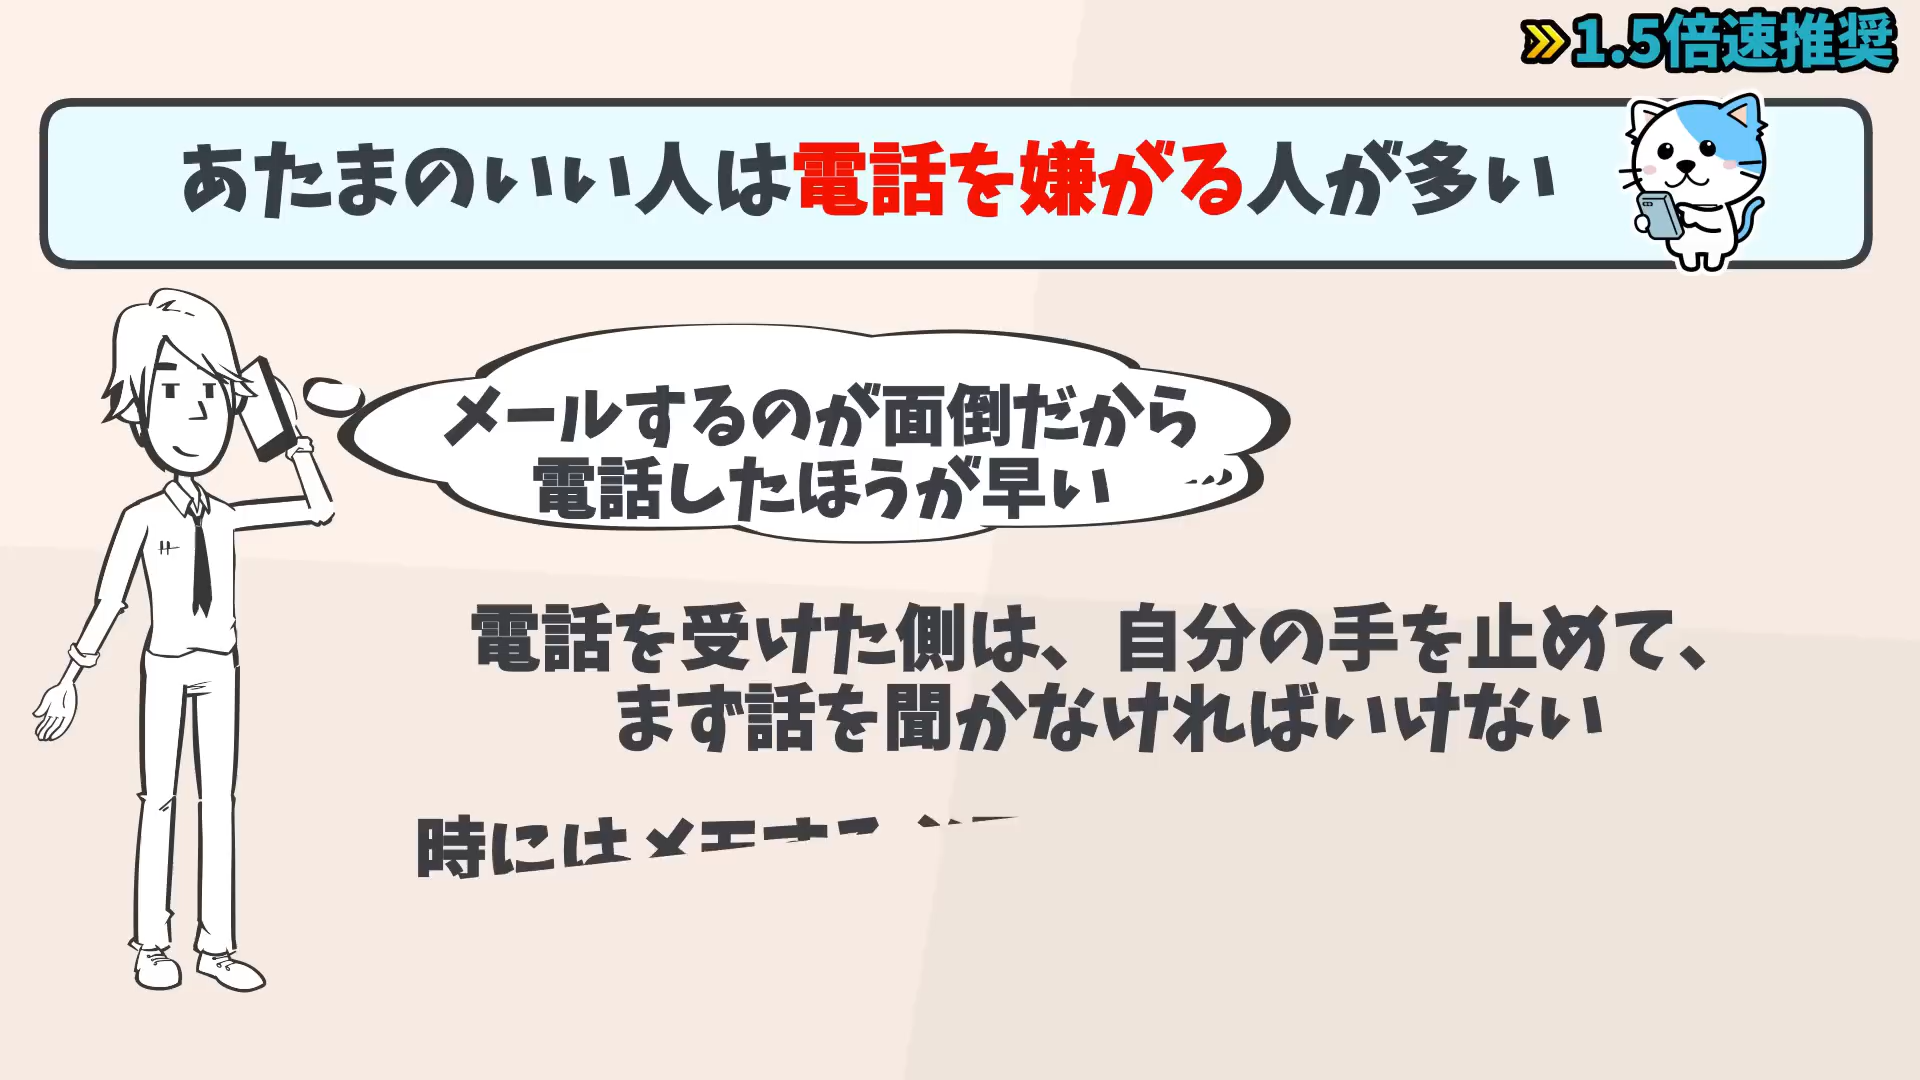 1.5倍速推奨
あたまのいい人は電話を嫌がる人が多い
メールするのが面倒だから
電話したほうが早い
電話を受けた側は、自分の手を止めて、
まず話を聞かなければいけない
時にはメモする